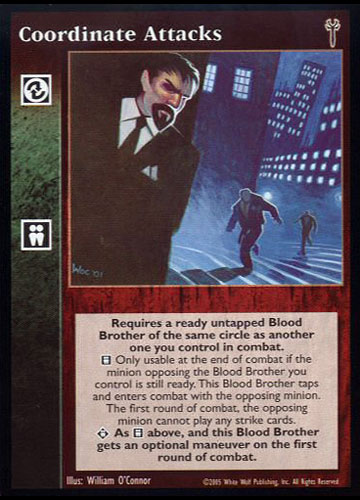 Coordinate Attacks
WOC '01
Requires a ready untapped Blood
Brother of the same circle as another
one you control in combat.
Only usable at the end of combat if the
minion opposing the Blood Brother you
control is still ready. This Blood Brother taps
and enters combat with the opposing minion.
The first round of combat, the opposing
minion cannot play any strike cards.
As above, and this Blood Brother
gets an optional maneuver on the first
round of combat.
Illus: William O'Connor
©2005 White Wolf Publishing, Inc. All Rights Reserved.